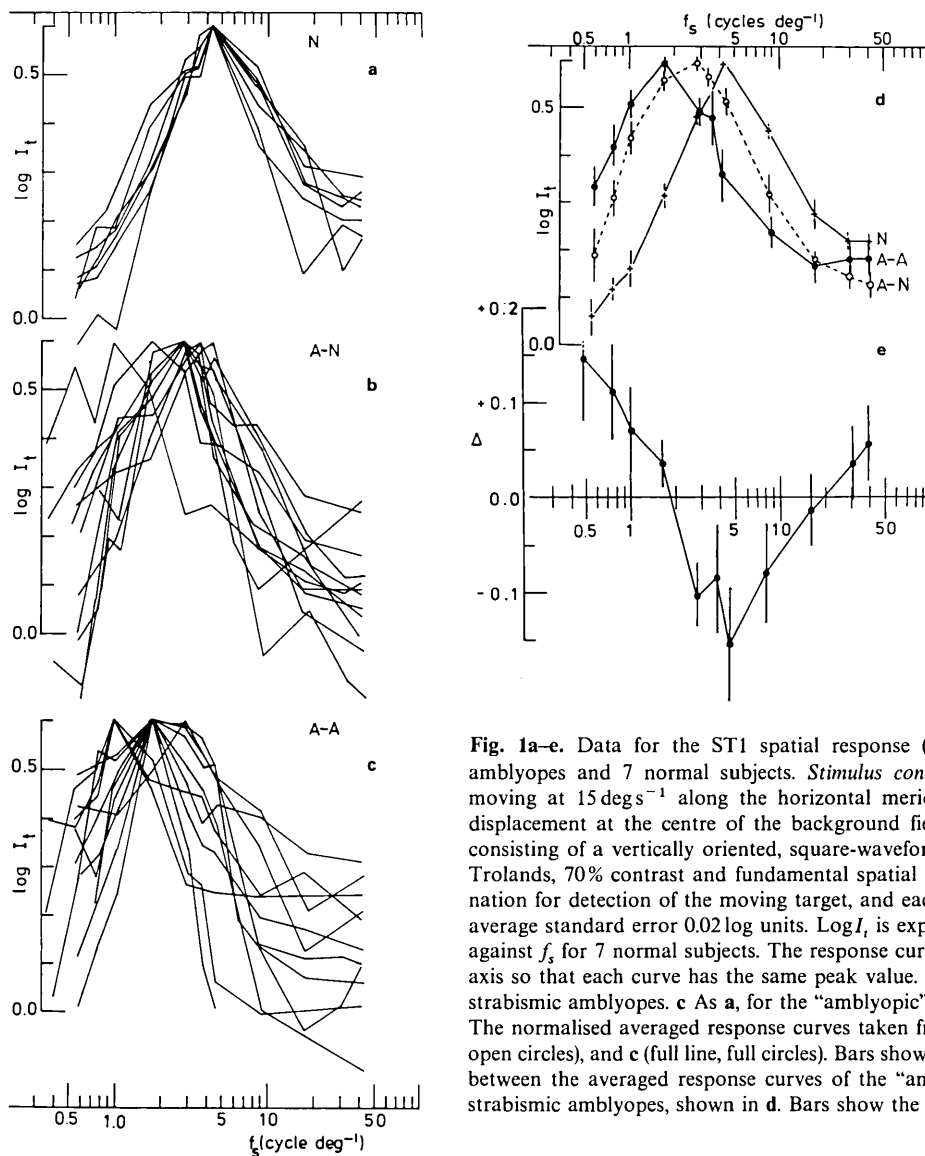 N
a
0.5
log I_t
0.0
A-N
b
0.5
log I_t
0.0
A-A
c
0.5
log I_t
0.0
0.5 1.0 5 10 50
f_s (cycle deg⁻¹)
f_s (cycles deg⁻¹)
0.5 1 5 10 50
d
0.5
log I_t
N
A-A
A-N
0.0
+0.2
e
+0.1
Δ
0.0
0.5 1 5 10 50
-0.1
Fig. 1a–e. Data for the ST1 spatial response (
amblyopes and 7 normal subjects. Stimulus con
moving at 15 deg s⁻¹ along the horizontal meric
displacement at the centre of the background fie
consisting of a vertically oriented, square-wavefor
Trolands, 70% contrast and fundamental spatial
nation for detection of the moving target, and eac
average standard error 0.02 log units. Log I_t is exp
against f_s for 7 normal subjects. The response cur
axis so that each curve has the same peak value.
strabismic amblyopes. c As a, for the “amblyopic”
The normalised averaged response curves taken fr
open circles), and c (full line, full circles). Bars show
between the averaged response curves of the “an
strabismic amblyopes, shown in d. Bars show the